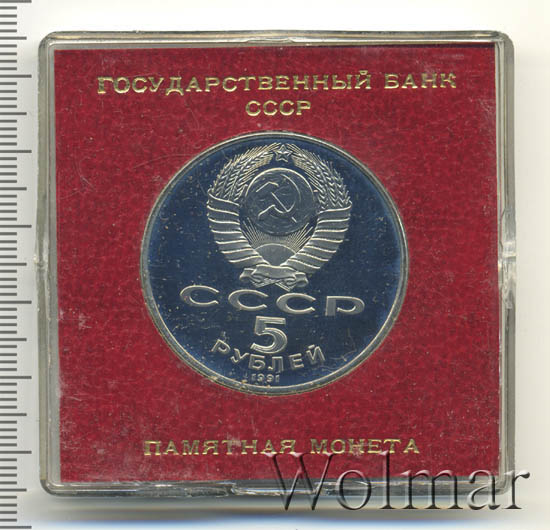 ГОСУДАРСТВЕННЫЙ БАНК
СССР
СССР
5
РУБЛЕЙ
1991
ПАМЯТНАЯ МОНЕТА
Wolmar